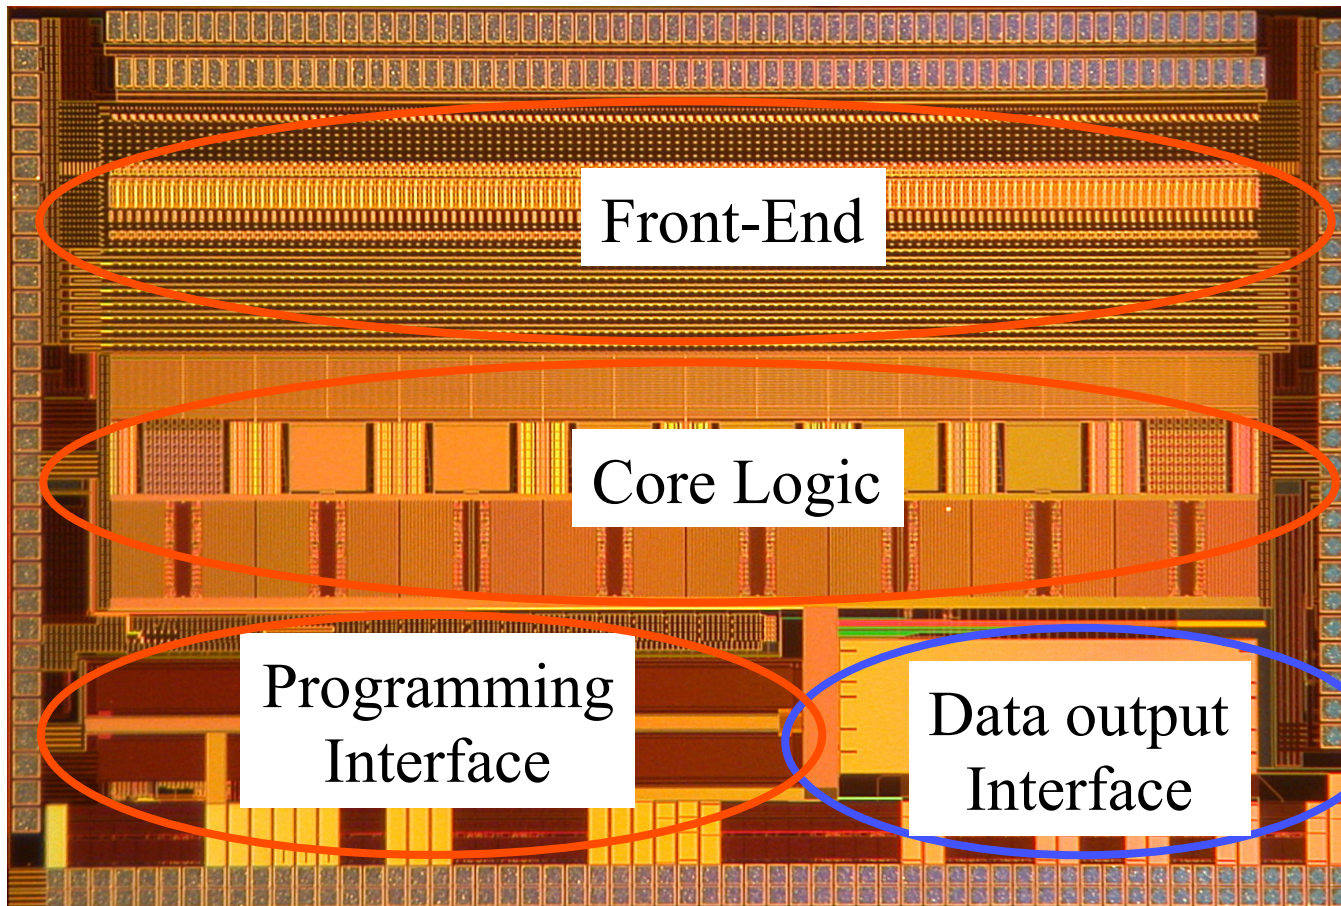 Front-End
Core Logic
Programming
Interface
Data output
Interface